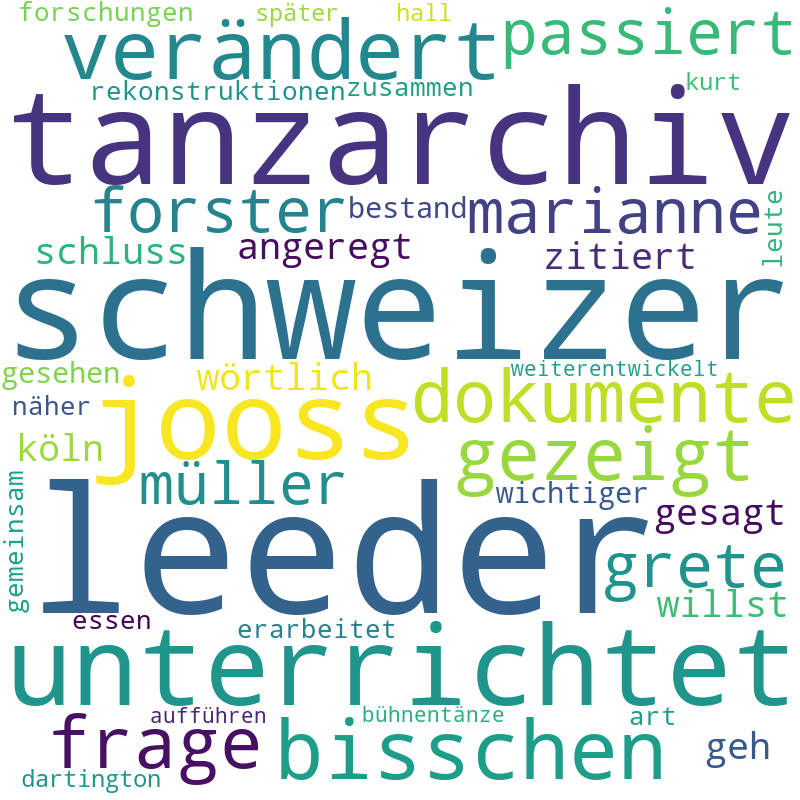 forschungen später hall
verändert passiert
rekonstruktionen zusammen kurt
tanzarchiv
forster bestand marianne leute
schluss angeregt zitiert
schweizer
gesehen wörtlich weiterentwickelt
näher jooss dokumente
köln gezeigt
müller wichtiger
gemeinsam leeder gesagt
grete
essen erarbeitet willst
unterrichtet
aufführen bühnentänze art
frage bisschen geh
dartington